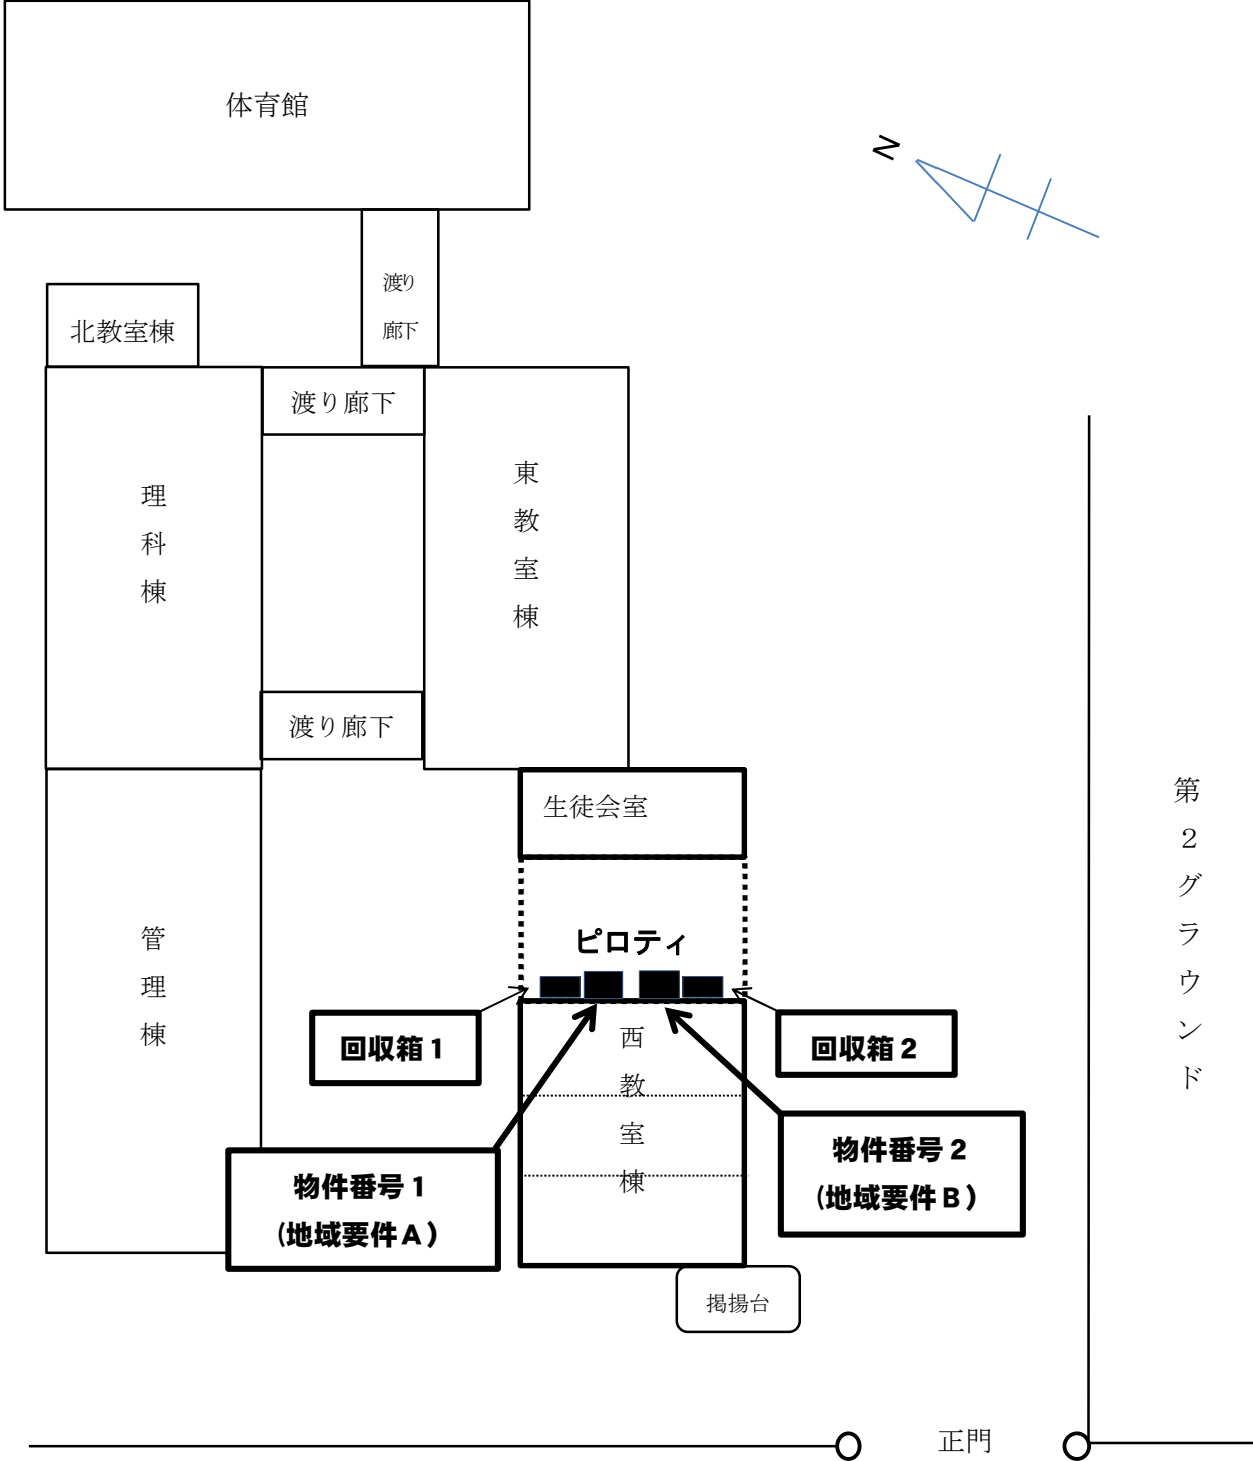 体育館
N
渡り
廊下
北教室棟
渡り廊下
理科棟
東教室棟
渡り廊下
生徒会室
第２グラウンド
管理棟
ピロティ
回収箱１
回収箱２
西教室棟
物件番号１
(地域要件Ａ)
物件番号２
(地域要件Ｂ)
掲揚台
正門